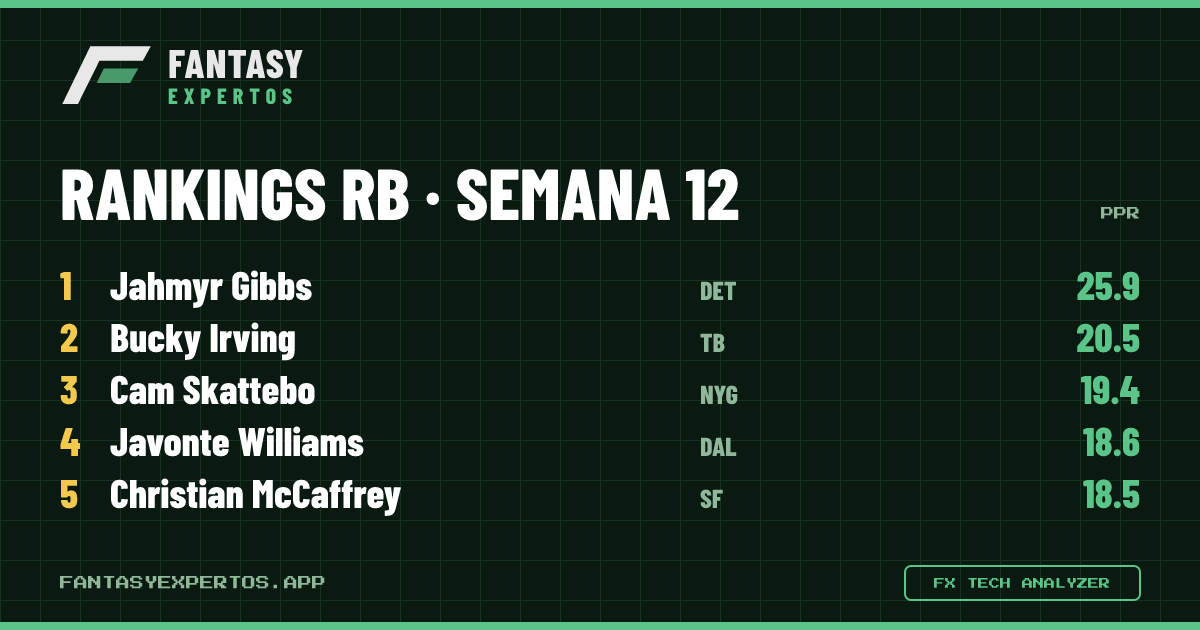 FANTASY
EXPERTOS
RANKINGS RB · SEMANA 12
PPR
1 Jahmyr Gibbs DET 25.9
2 Bucky Irving TB 20.5
3 Cam Skattebo NYG 19.4
4 Javonte Williams DAL 18.6
5 Christian McCaffrey SF 18.5
FANTASYEXPERTOS.APP
FX TECH ANALYZER